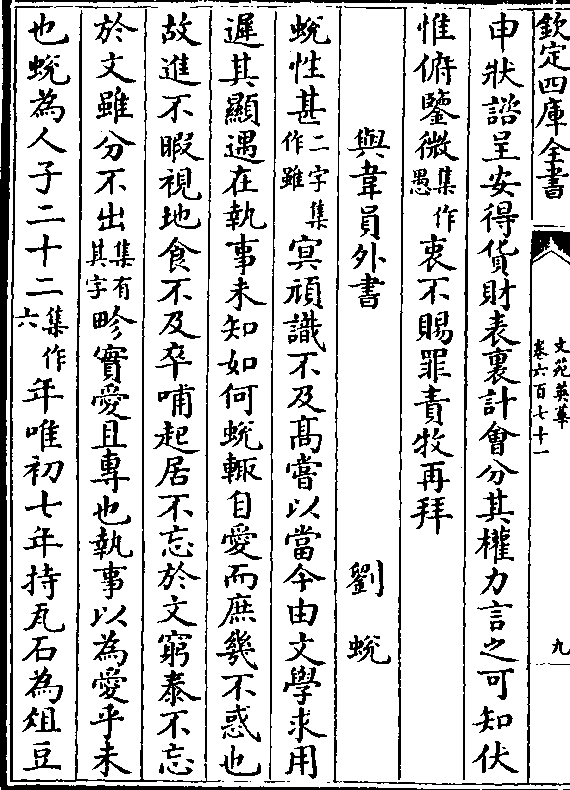 欽定四庫全書
文苑英華
卷六百七十一
九
申狀諮呈安得貨財表裏計會分其權力言之可知伏
惟俯鑒微集作愚衷不賜罪責牧再拜
與韋員外書 劉蛻
蛻性甚二字集作雖冥頑識不及髙嘗以當今由文學求用
遲其顯遇在執事未知如何蛻輙自愛而庶幾不惑也
故進不暇視地食不及卒哺起居不忘於文窮泰不忘
於文雖分不出集有其字畛實愛且專也執事以為愛乎未
也蛻為人子二十二集作六年唯初七年持瓦石為俎豆